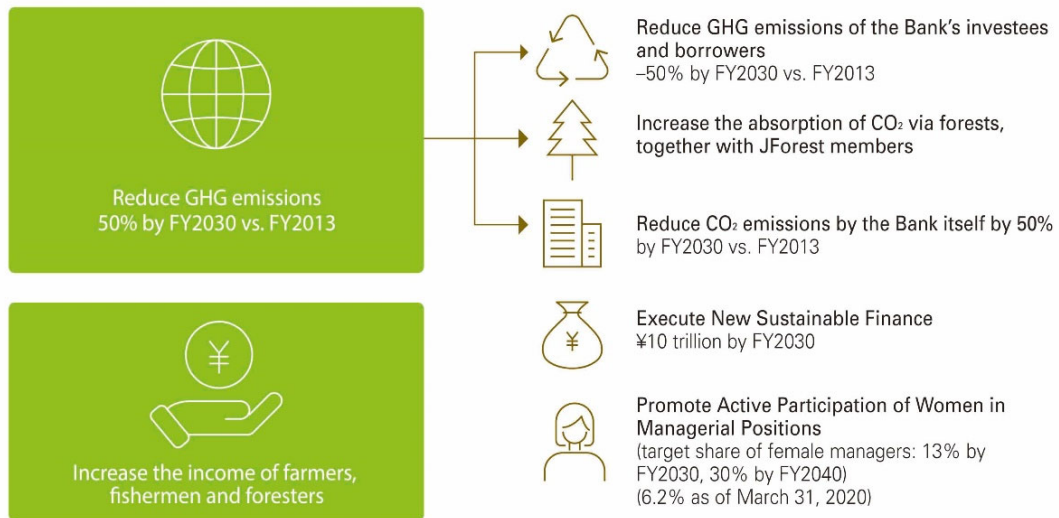 Reduce GHG emissions
50% by FY2030 vs. FY2013
Reduce GHG emissions of the Bank's investees
and borrowers
–50% by FY2030 vs. FY2013
Increase the absorption of CO₂ via forests,
together with JForest members
Reduce CO₂ emissions by the Bank itself by 50%
by FY2030 vs. FY2013
¥
Increase the income of farmers,
fishermen and foresters
¥
Execute New Sustainable Finance
¥10 trillion by FY2030
Promote Active Participation of Women in
Managerial Positions
(target share of female managers: 13% by
FY2030, 30% by FY2040)
(6.2% as of March 31, 2020)